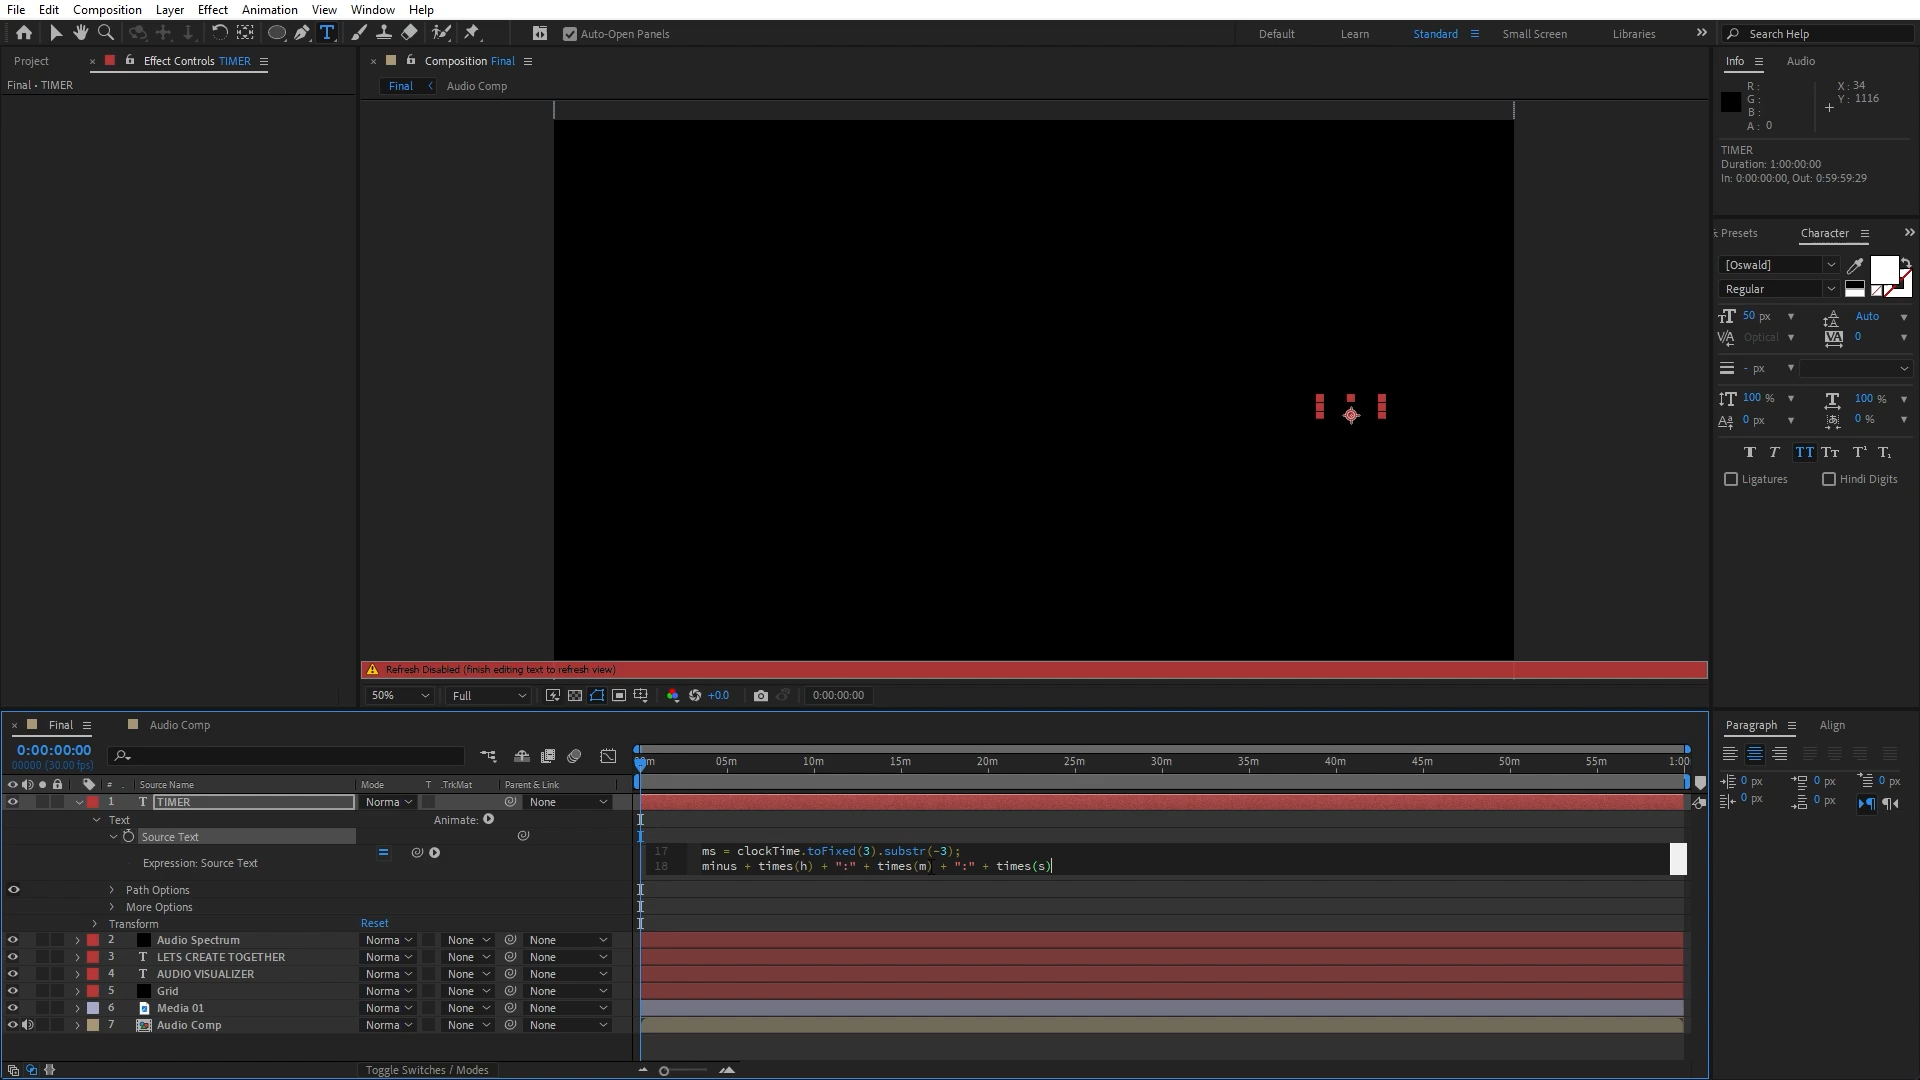 File Edit Composition Layer Effect Animation View Window Help
Auto-Open Panels Default Learn Standard Small Screen Libraries Search Help
Project Effect Controls TIMER
Final • TIMER
Composition Final
Final Audio Comp
Info Audio
R : X : 34
G : Y : 1116
B :
A : 0
TIMER
Duration: 1:00:00:00
In: 0:00:00:00, Out: 0:59:59:29
Presets Character
[Oswald]
Regular
50 px Auto
Optical 0
- px
100 % 100 %
0 px 0 %
Ligatures Hindi Digits
Refresh Disabled (finish editing text to refresh view)
50% Full +0.0 0:00:00:00
Final Audio Comp
0:00:00:00
00000 (30.00 fps)
# Source Name Mode T .TrkMat Parent & Link
05m 10m 15m 20m 25m 30m 35m 40m 45m 50m 55m 1:00
1 T TIMER Norma None
Text Animate:
Source Text
Expression: Source Text
17 ms = clockTime.toFixed(3).substr(-3);
18 minus + times(h) + ":" + times(m) + ":" + times(s)
Path Options
More Options
Transform Reset
2 Audio Spectrum Norma None None
3 T LETS CREATE TOGETHER Norma None None
4 T AUDIO VISUALIZER Norma None None
5 Grid Norma None None
6 Media 01 Norma None None
7 Audio Comp Norma None None
Toggle Switches / Modes
Paragraph Align
0 px 0 px 0 px
0 px 0 px